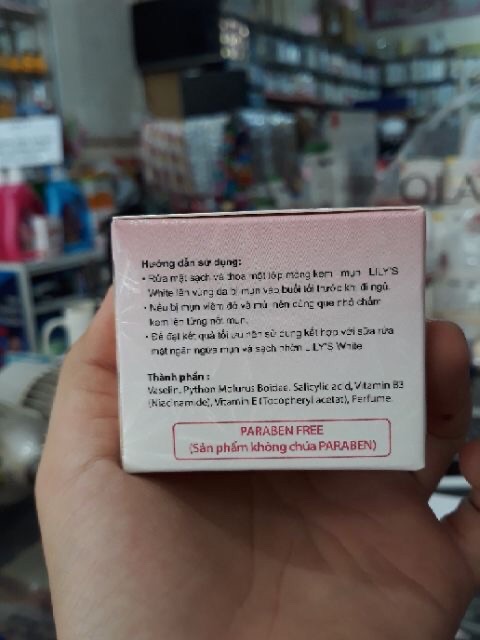 Hướng dẫn sử dụng:
• Rửa mặt sạch và thoa một lớp mỏng kem mụn LILY'S
White lên vùng da bị mụn vào buổi tối trước khi đi ngủ.
• Nếu bị mụn viêm đỏ và mủ nên dùng que nhỏ chấm
kem lên từng nốt mụn.
• Để đạt kết quả tối ưu nên sử dụng kết hợp với sữa rửa
mặt ngăn ngừa mụn và sạch nhờn LILY'S White
Thành phần :
Vaselin, Python Molurus Boidae, Salicylic acid, Vitamin B3
(Niacinamide), Vitamin E (Tocopheryl acetat), Perfume.
PARABEN FREE
(Sản phẩm không chứa PARABEN)
OLA